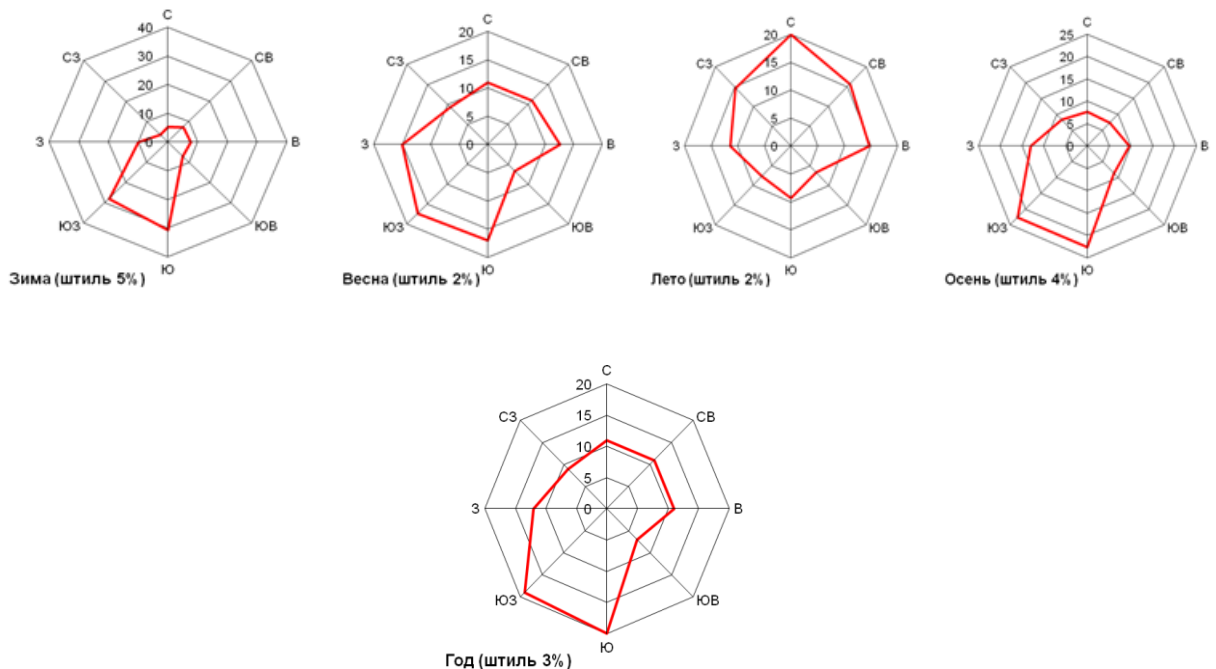 С
40
30
20
10
0
СВ
В
ЮВ
Ю
ЮЗ
З
СЗ
Зима (штиль 5%)
С
20
15
10
5
0
СВ
В
ЮВ
Ю
ЮЗ
З
СЗ
Весна (штиль 2%)
С
20
15
10
5
0
СВ
В
ЮВ
Ю
ЮЗ
З
СЗ
Лето (штиль 2%)
С
25
20
15
10
5
0
СВ
В
ЮВ
Ю
ЮЗ
З
СЗ
Осень (штиль 4%)
С
20
15
10
5
0
СВ
В
ЮВ
Ю
ЮЗ
З
СЗ
Год (штиль 3%)